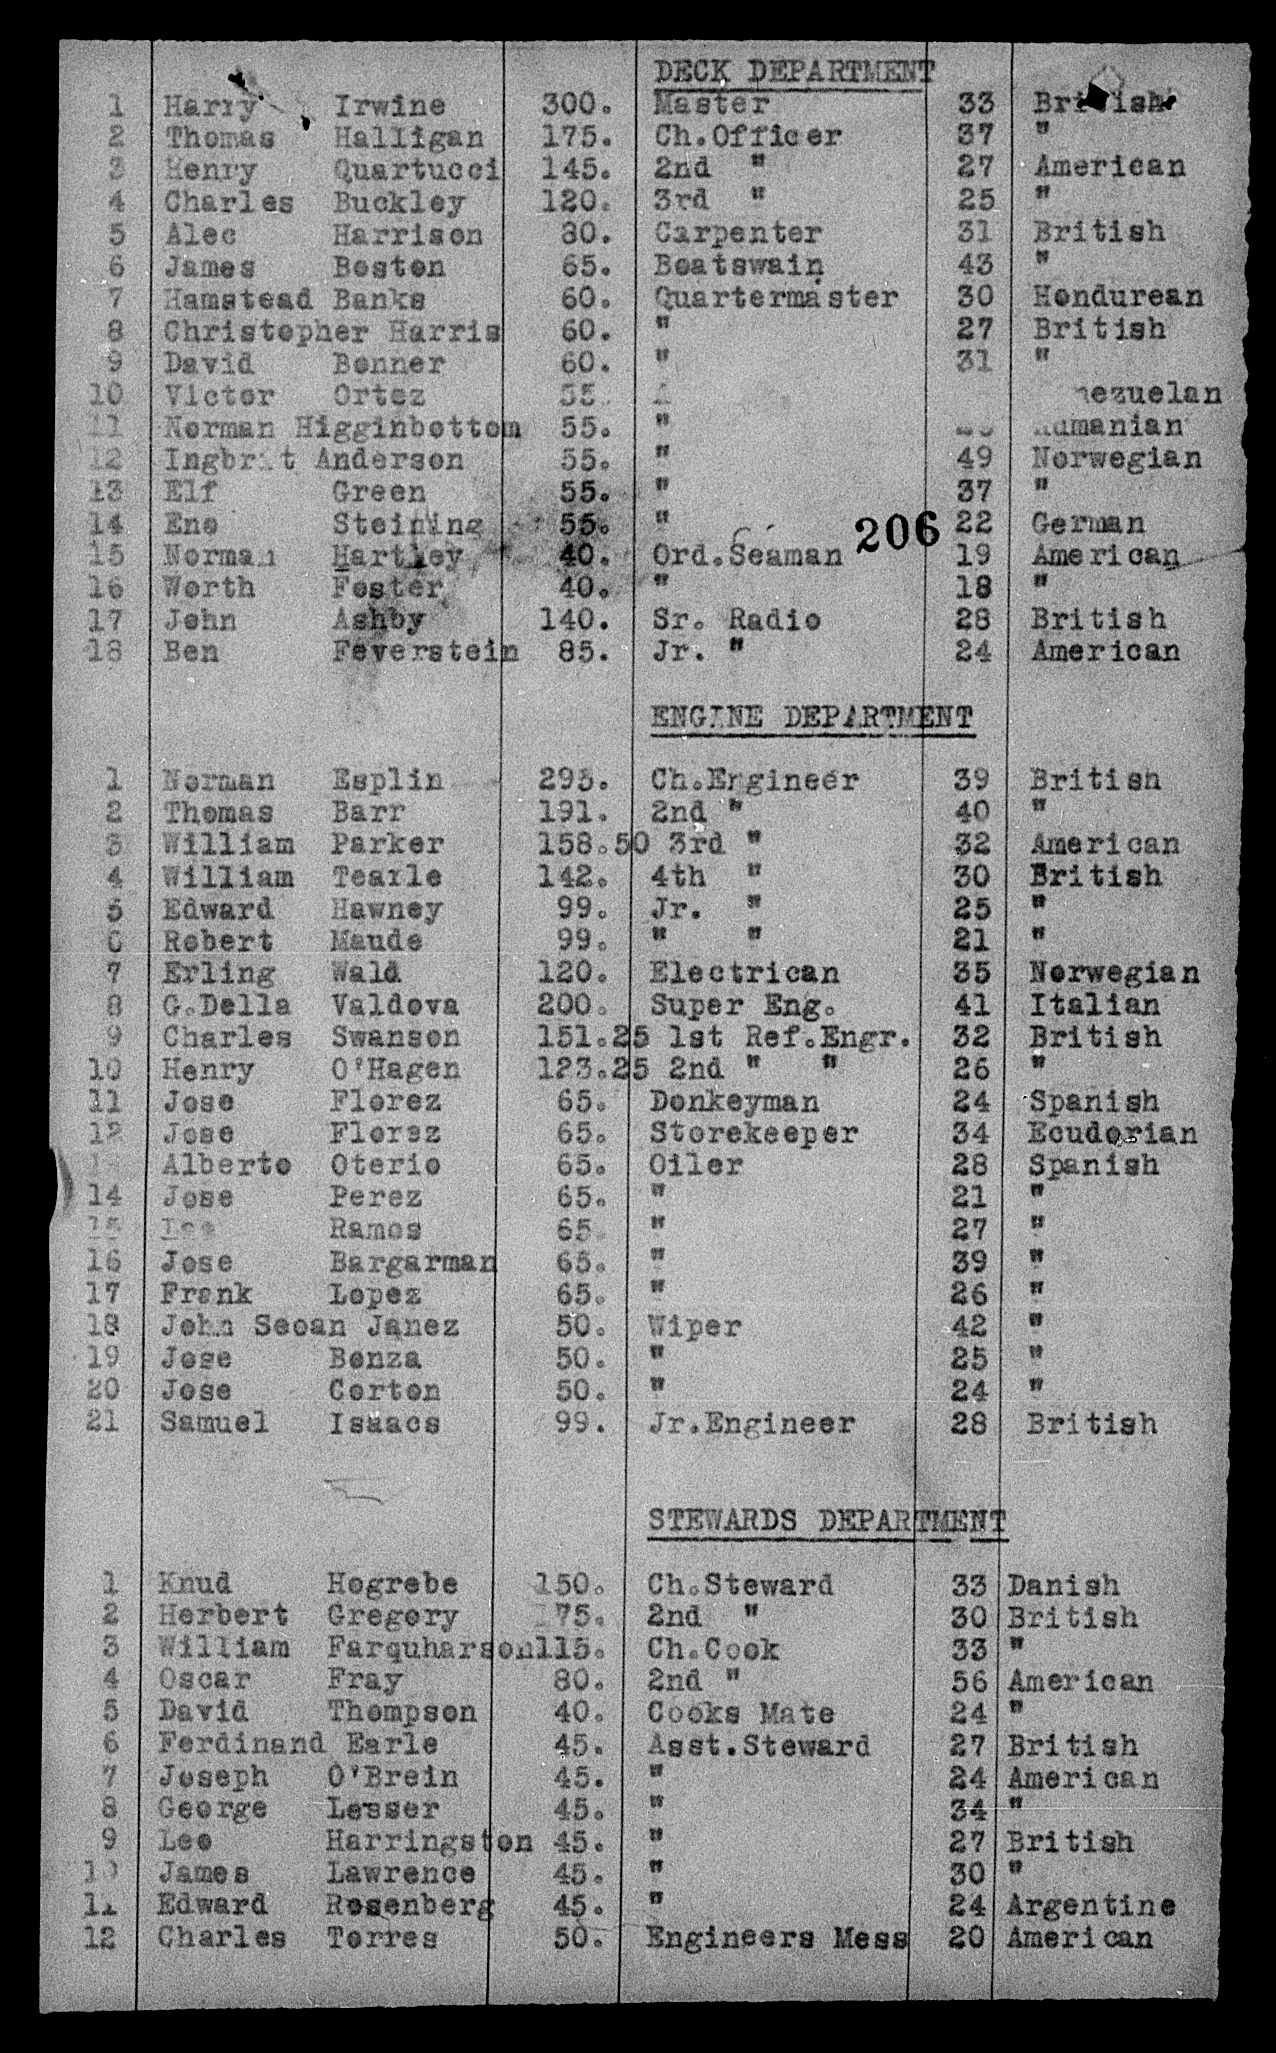 DECK DEPARTMENT
1 Harry Irwine 300. Master 33 British
2 Thomas Halligan 175. Ch.Officer 37 "
3 Henry Quartucci 145. 2nd " 27 American
4 Charles Buckley 120. 3rd " 25 "
5 Alec Harrison 80. Carpenter 31 British
6 James Boston 65. Boatswain 43 "
7 Hamstead Banks 60. Quartermaster 30 Hondurean
8 Christopher Harris 60. " 27 British
9 David Bonner 60. " 31 "
10 Victor Ortez 55.
11 Norman Higginbottom 55. "
12 Anderson 55. " 49 Norwegian
13 Elf Green 55. " 37 "
14 Eno Steining 55. " 22 German
206
15 Norman Hartley 40. Ord.Seaman 19 American
16 Worth Foster 40. " 18 "
17 John Ashby 140. Sr. Radio 28 British
18 Ben Feverstein 85. Jr. " 24 American
ENGINE DEPARTMENT
1 Norman Esplin 293. Ch.Engineer 39 British
2 Thomas Barr 191. 2nd " 40 "
3 William Parker 158.50 3rd " 32 American
4 William Tearle 142. 4th " 30 British
5 Edward Hawney 99. Jr. " 25 "
6 Robert Maude 99. " " 21 "
7 Erling Wald 120. Electrican 35 Norwegian
8 G.Della Valdova 200. Super Eng. 41 Italian
9 Charles Swanson 151.25 1st Ref.Engr. 32 British
10 Henry O'Hagen 123.25 2nd " " 26 "
11 Jose Florez 65. Donkeyman 24 Spanish
12 Jose Florez 65. Storekeeper 34 Ecudorian
Alberto Oterio 65. Oiler 28 Spanish
14 Jose Perez 65. " 21 "
15 Ramos 65. " 27 "
16 Jose Bargarman 65. " 39 "
17 Frank Lopez 65. " 26 "
18 John Seoan Janez 50. Wiper 42 "
19 Jose Bonza 50. " 25 "
20 Jose Corton 50. " 24 "
21 Samuel Isaacs 99. Jr.Engineer 28 British
STEWARDS DEPARTMENT
1 Knud Hogrebe 150. Ch.Steward 33 Danish
2 Herbert Gregory 2nd " 30 British
3 William Farquharson 115. Ch.Cook 33 "
4 Oscar Fray 80. 2nd " 56 American
5 David Thompson 40. Cooks Mate 24 "
6 Ferdinand Earle 45. Asst.Steward 27 British
7 Joseph O'Brein 45. " 24 American
8 George Lesser 45. " 34 "
9 Leo Harringston 45. " 27 British
10 James Lawrence 45. " 30 "
11 Edward Rosenberg 45. " 24 Argentine
12 Charles Torres 50. Engineers Mess 20 American